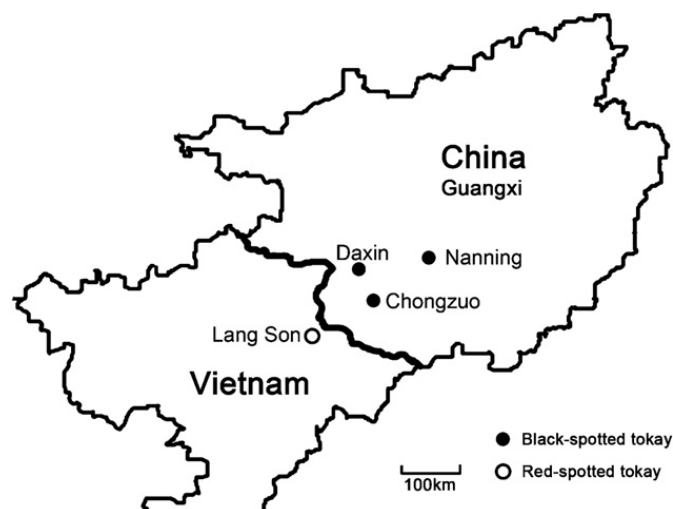 China
Guangxi
Daxin
Nanning
Chongzuo
Lang Son
Vietnam
Black-spotted tokay
Red-spotted tokay
100km